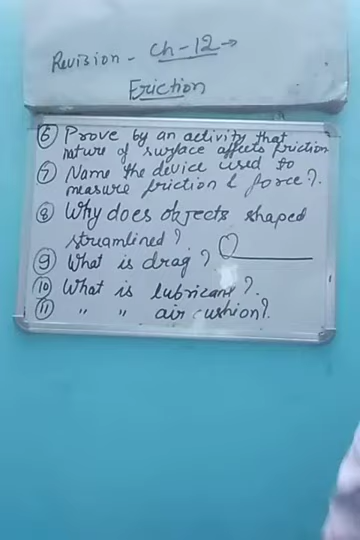 Revision - Ch-12→
Friction
⑥ Prove by an activity that
nature of surface affects friction
⑦ Name the device used to
measure friction & force?.
⑧ Why does objects shaped
streamlined?
⑨ What is drag?
⑩ What is lubricant?.
⑪ " " air cushion?.